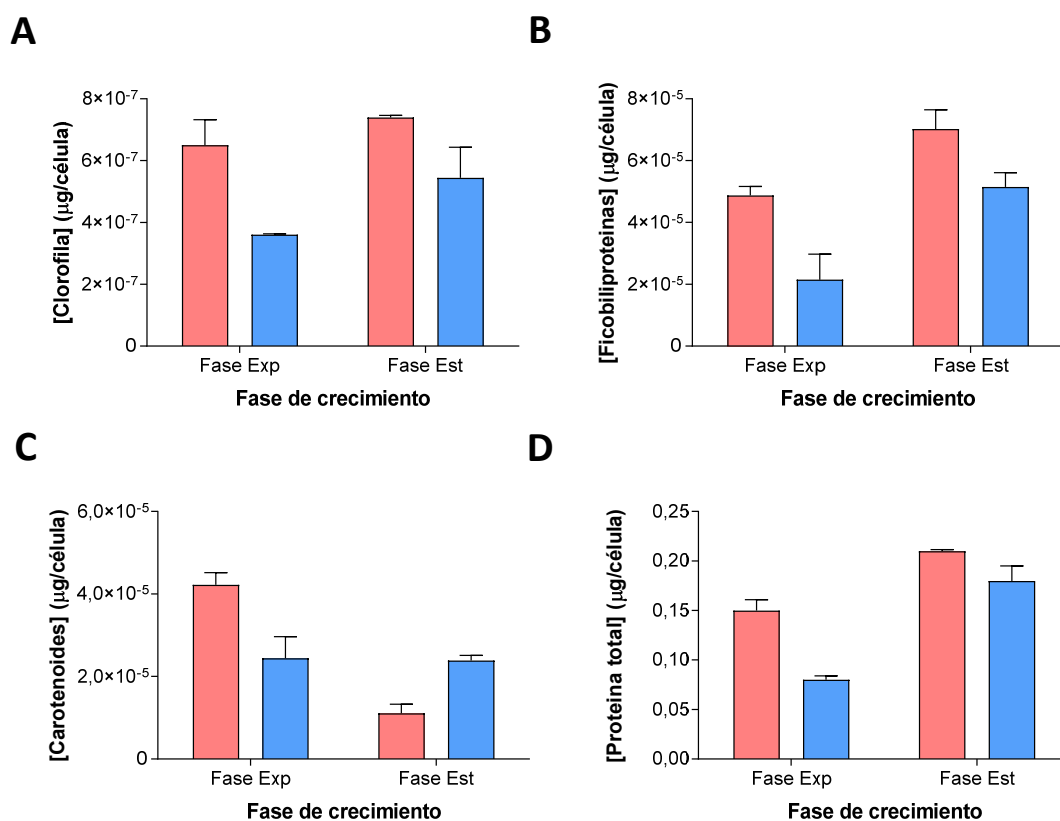 A
[Clorofila] (µg/célula)
8×10⁻⁷
6×10⁻⁷
4×10⁻⁷
2×10⁻⁷
0
Fase Exp
Fase Est
Fase de crecimiento
B
[Ficobiliproteinas] (µg/célula)
8×10⁻⁵
6×10⁻⁵
4×10⁻⁵
2×10⁻⁵
0
Fase Exp
Fase Est
Fase de crecimiento
C
[Carotenoides] (µg/célula)
6,0×10⁻⁵
4,0×10⁻⁵
2,0×10⁻⁵
0
Fase Exp
Fase Est
Fase de crecimiento
D
[Proteina total] (µg/célula)
0,25
0,20
0,15
0,10
0,05
0,00
Fase Exp
Fase Est
Fase de crecimiento